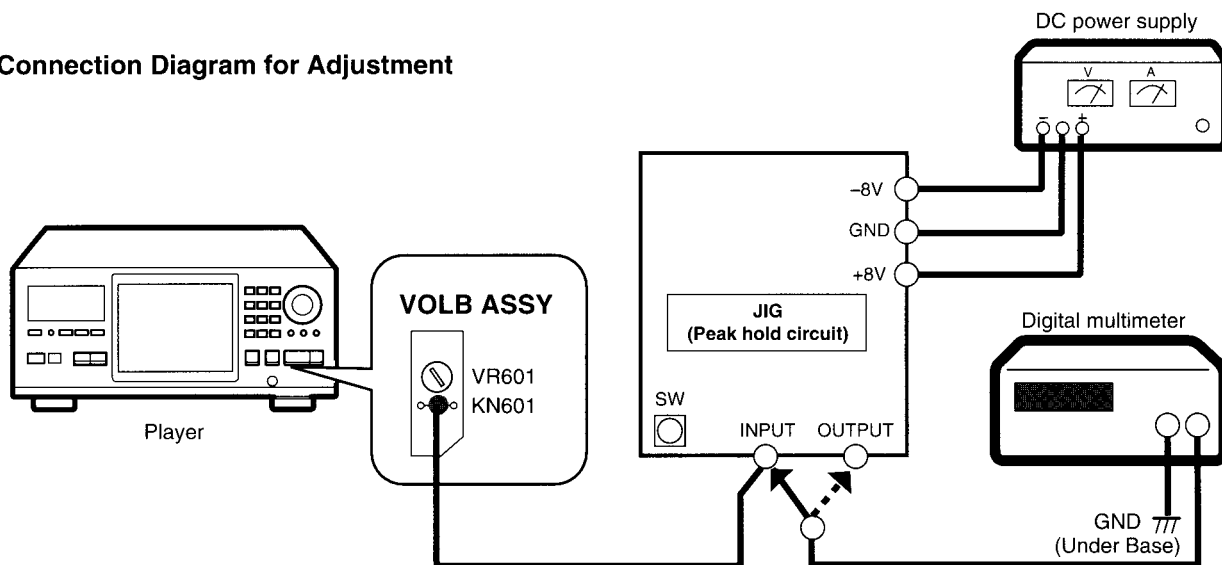 Connection Diagram for Adjustment
DC power supply
V A
− +
−8V
GND
+8V
JIG
(Peak hold circuit)
SW
INPUT OUTPUT
VOLB ASSY
VR601
KN601
Player
Digital multimeter
GND
(Under Base)